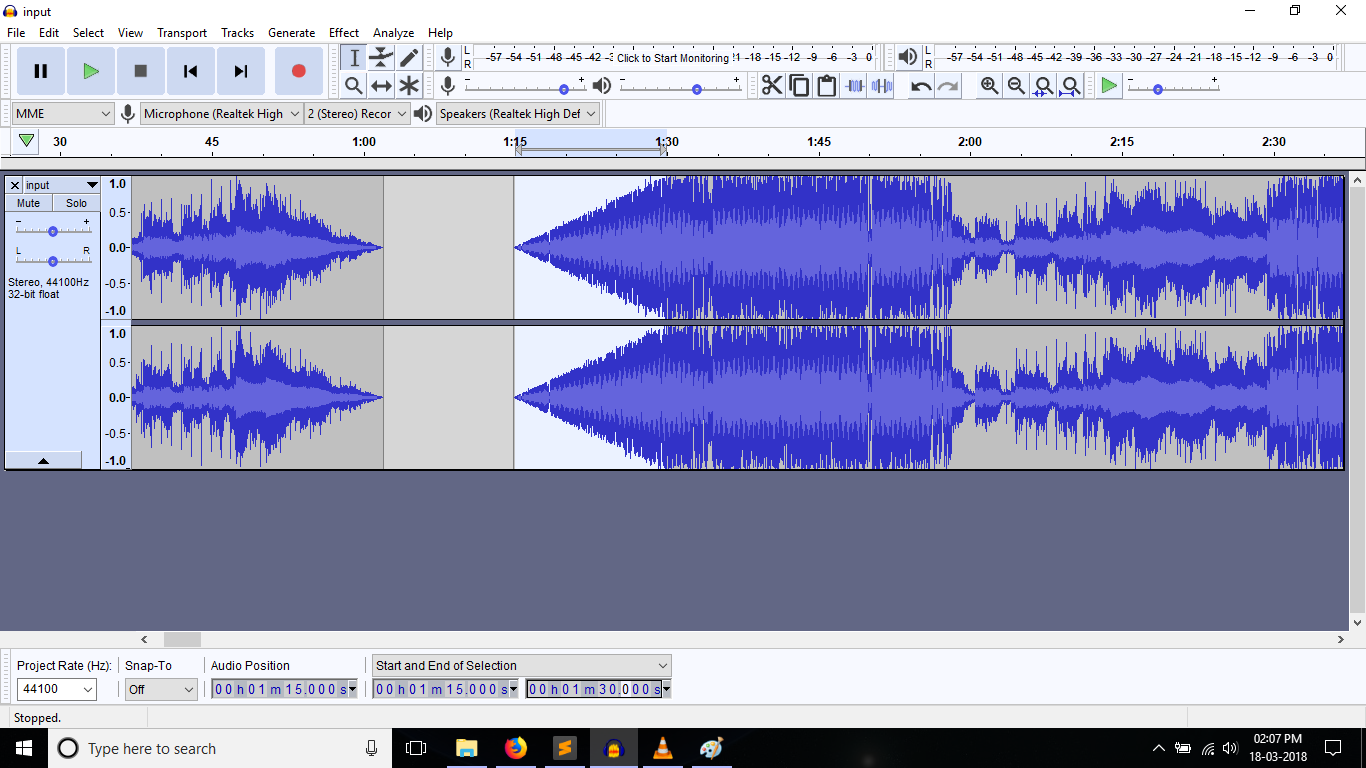 input
File Edit Select View Transport Tracks Generate Effect Analyze Help
L -57 -54 -51 -48 -45 -42 -3 Click to Start Monitoring !1 -18 -15 -12 -9 -6 -3 0 L -57 -54 -51 -48 -45 -42 -39 -36 -33 -30 -27 -24 -21 -18 -15 -12 -9 -6 -3 0
R R
- + - + - +
MME Microphone (Realtek High 2 (Stereo) Recor Speakers (Realtek High Def
30 45 1:00 1:15 1:30 1:45 2:00 2:15 2:30
input 1.0
Mute Solo
- + 0.5
L R 0.0
Stereo, 44100Hz -0.5
32-bit float
-1.0
1.0
0.5
0.0
-0.5
-1.0
Project Rate (Hz): Snap-To Audio Position Start and End of Selection
44100 Off 00 h 01 m 15.000 s 00 h 01 m 15.000 s 00 h 01 m 30.000 s
Stopped.
Type here to search 02:07 PM
18-03-2018